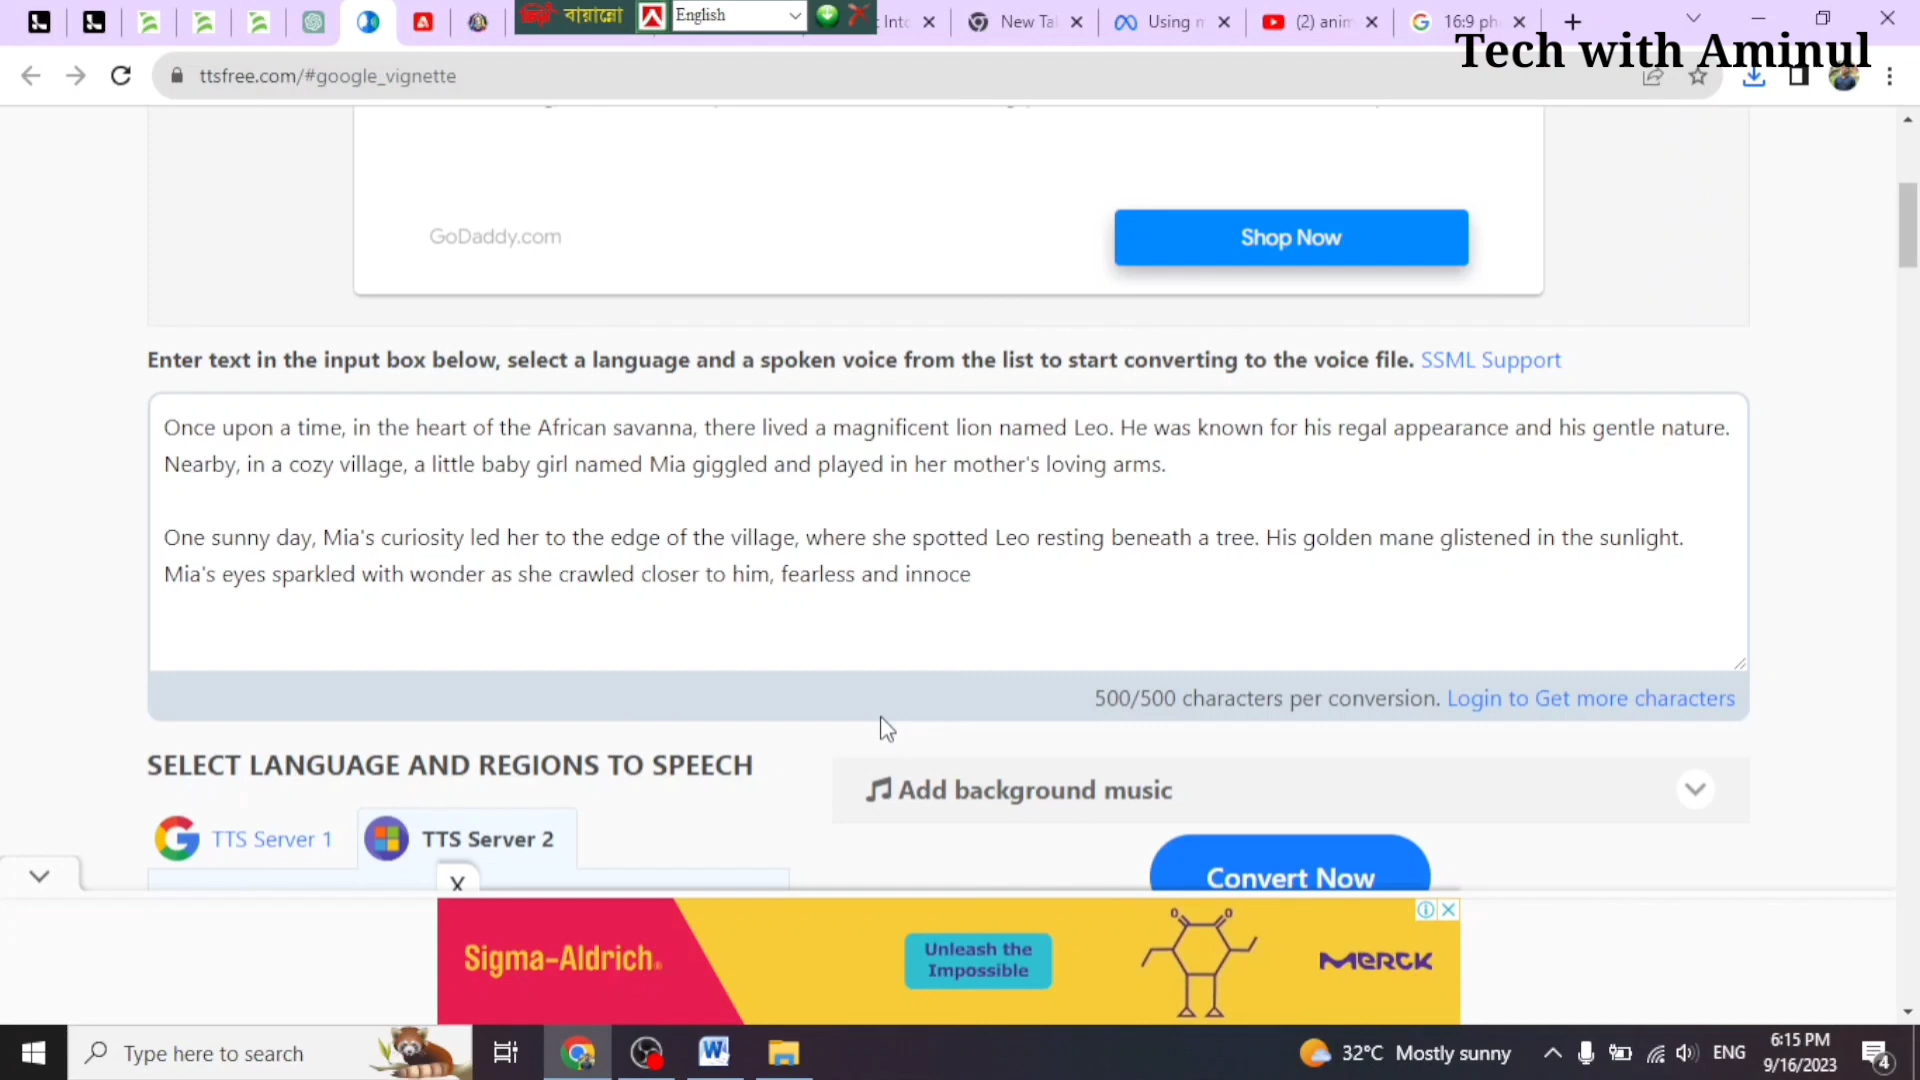 চিত্রা বায়ান্নো
English
t Into
New Ta
Using m
(2) anim
16:9 ph
Tech with Aminul
ttsfree.com/#google_vignette
GoDaddy.com
Shop Now
Enter text in the input box below, select a language and a spoken voice from the list to start converting to the voice file. SSML Support
Once upon a time, in the heart of the African savanna, there lived a magnificent lion named Leo. He was known for his regal appearance and his gentle nature.
Nearby, in a cozy village, a little baby girl named Mia giggled and played in her mother's loving arms.
One sunny day, Mia's curiosity led her to the edge of the village, where she spotted Leo resting beneath a tree. His golden mane glistened in the sunlight.
Mia's eyes sparkled with wonder as she crawled closer to him, fearless and innoce
500/500 characters per conversion. Login to Get more characters
SELECT LANGUAGE AND REGIONS TO SPEECH
Add background music
TTS Server 1
TTS Server 2
X
Convert Now
Sigma-Aldrich
Unleash the
Impossible
MERCK
Type here to search
32°C Mostly sunny
ENG
6:15 PM
9/16/2023
4